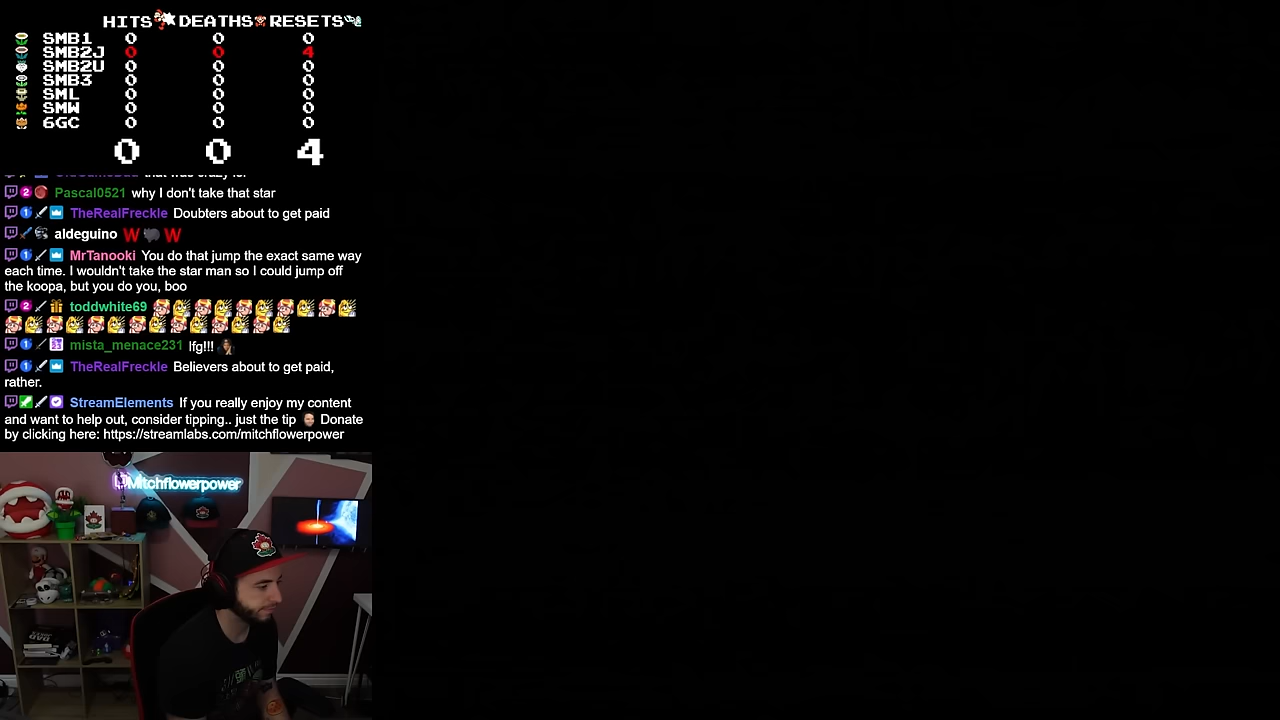 HITS DEATHS RESETS
SMB1 0 0 0
SMB2J 0 0 4
SMB2U 0 0 0
SMB3 0 0 0
SML 0 0 0
SMW 0 0 0
6GC 0 0 0
0 0 4
Pascal0521 why I don't take that star
TheRealFreckle Doubters about to get paid
aldeguino W W
MrTanooki You do that jump the exact same way
each time. I wouldn't take the star man so I could jump off
the koopa, but you do you, boo
toddwhite69
mista_menace231 lfg!!!
TheRealFreckle Believers about to get paid,
rather.
StreamElements If you really enjoy my content
and want to help out, consider tipping.. just the tip Donate
by clicking here: https://streamlabs.com/mitchflowerpower
Mitchflowerpower